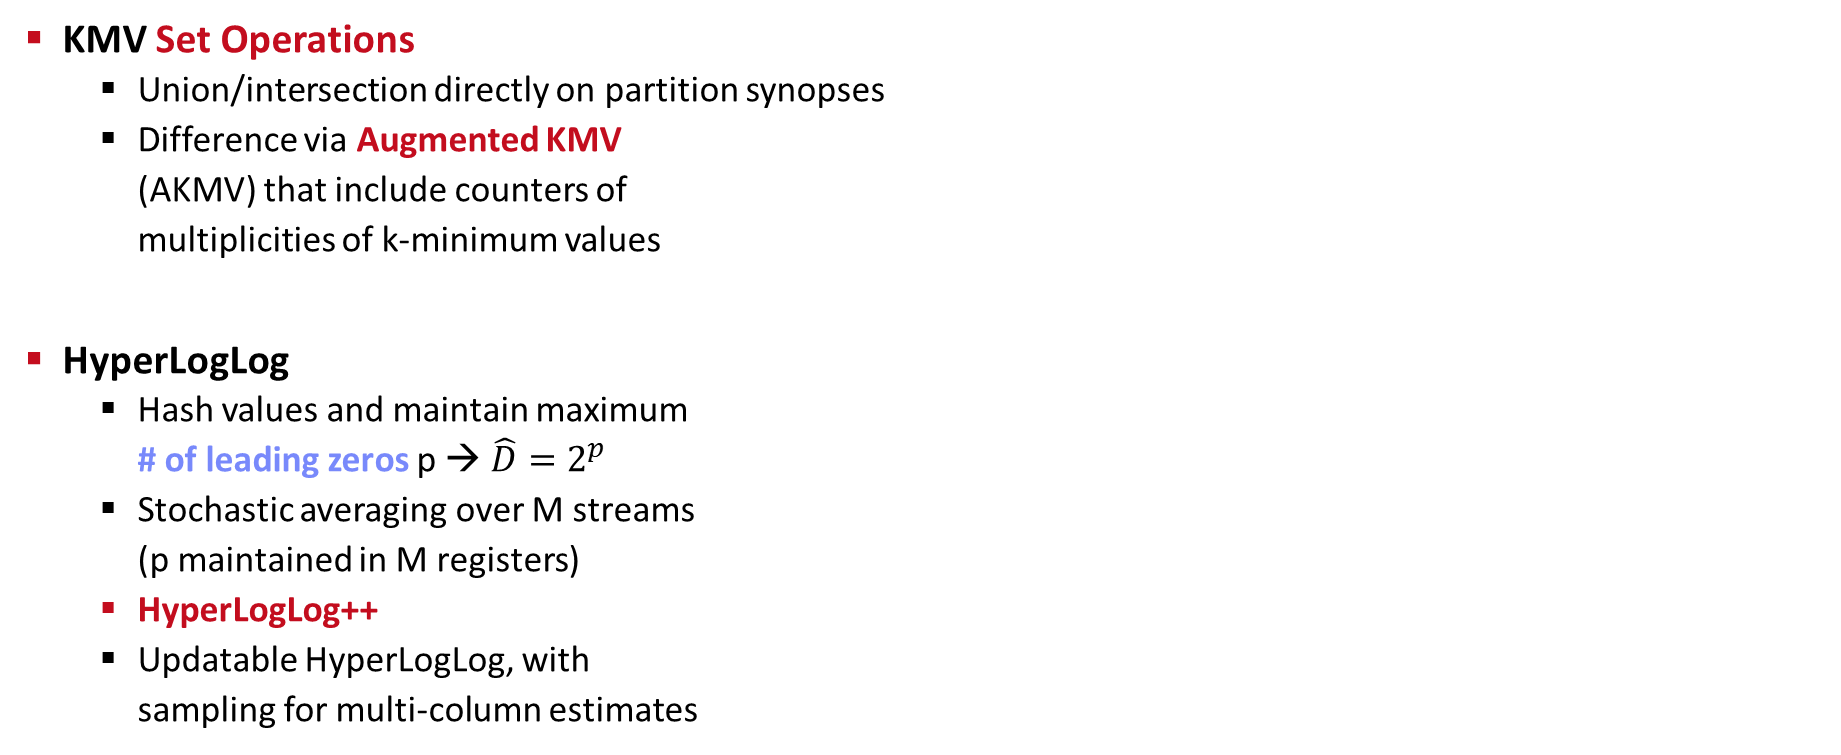 ▪ KMV Set Operations
▪ Union/intersection directly on partition synopses
▪ Difference via Augmented KMV
(AKMV) that include counters of
multiplicities of k-minimum values
▪ HyperLogLog
▪ Hash values and maintain maximum
# of leading zeros p → D̂ = 2^p
▪ Stochastic averaging over M streams
(p maintained in M registers)
▪ HyperLogLog++
▪ Updatable HyperLogLog, with
sampling for multi-column estimates